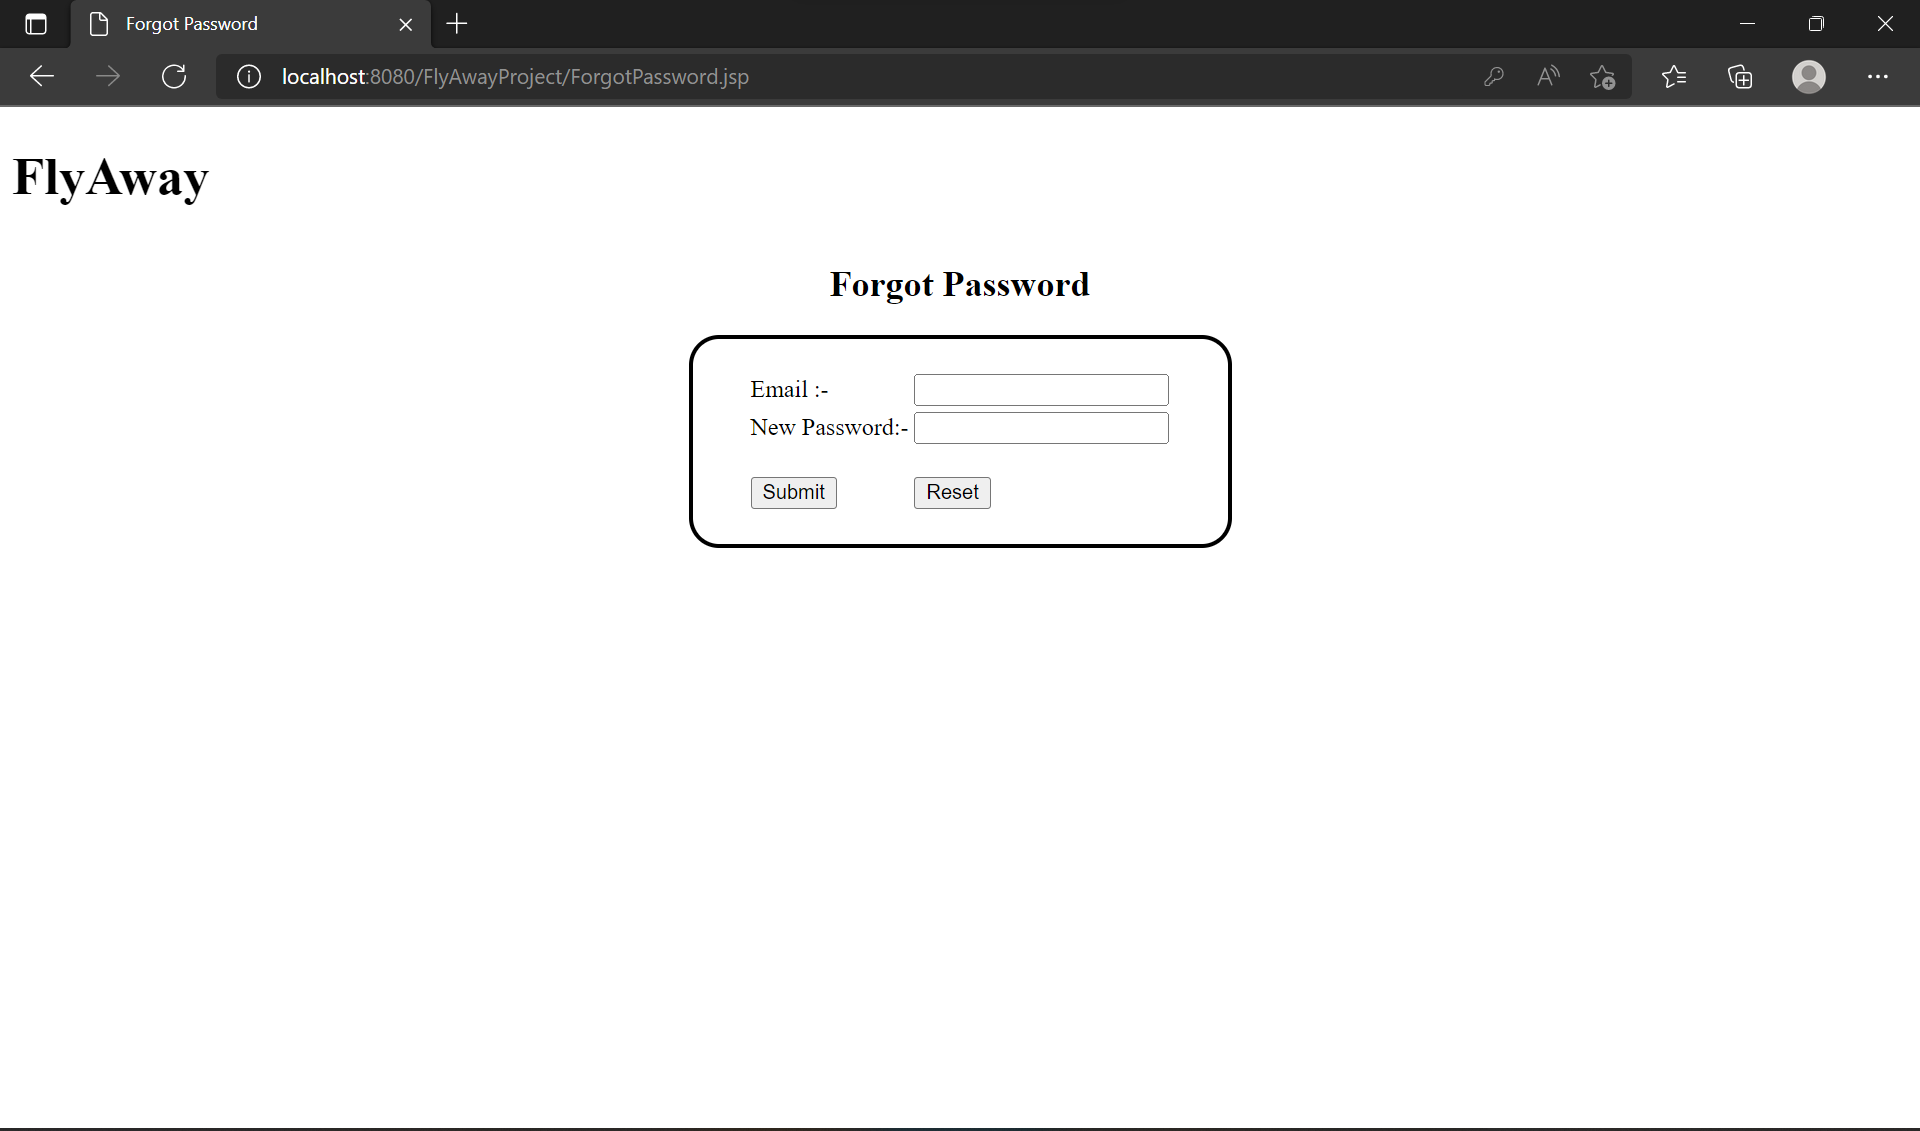 Forgot Password
localhost:8080/FlyAwayProject/ForgotPassword.jsp
FlyAway
Forgot Password
Email :-
New Password:-
Submit Reset